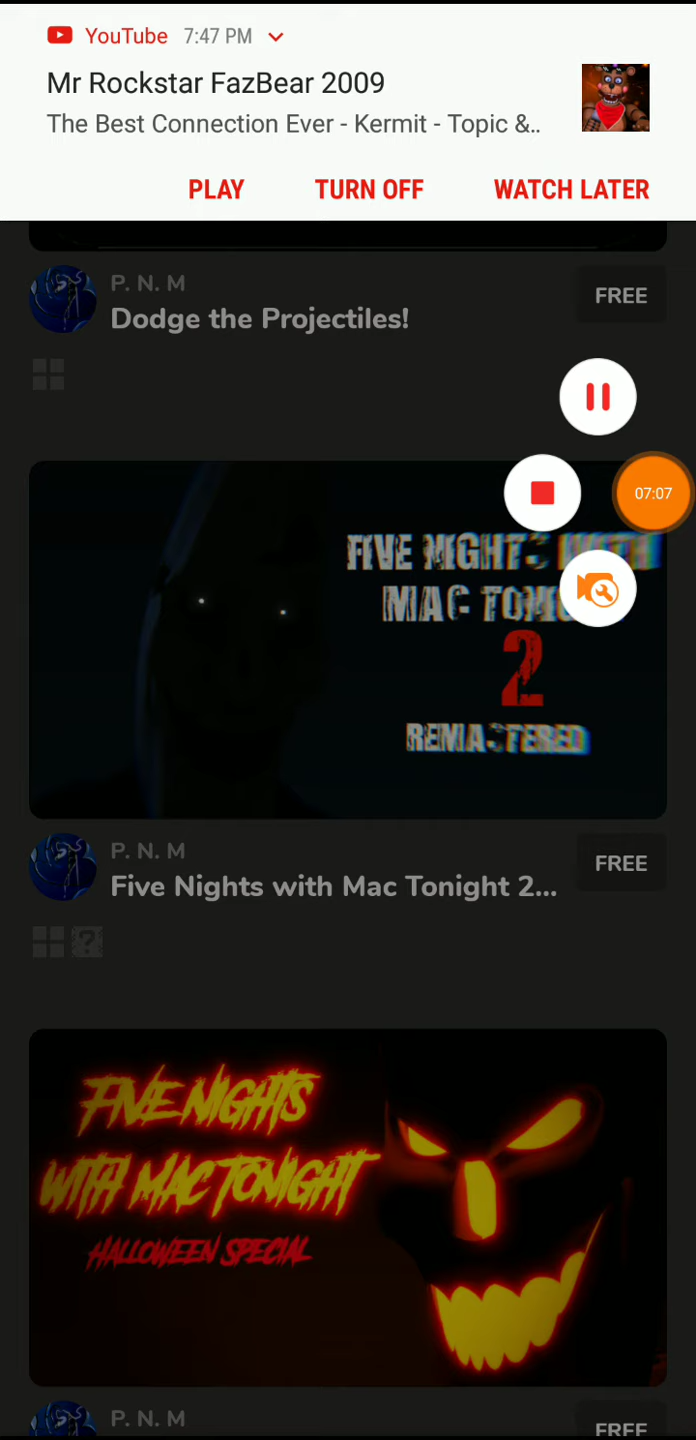 YouTube 7:47 PM
Mr Rockstar FazBear 2009
The Best Connection Ever - Kermit - Topic &..
PLAY TURN OFF WATCH LATER
P. N. M
Dodge the Projectiles!
FREE
07:07
FIVE NIGHTS WITH
MAC
2
REMASTERED
P. N. M
Five Nights with Mac Tonight 2...
FREE
?
FIVE NIGHTS
WITH MAC TONIGHT
HALLOWEEN SPECIAL
P. N. M
FREE